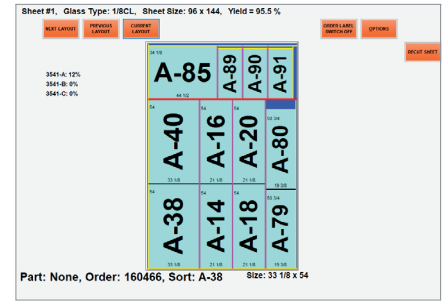 Sheet #1, Glass Type: 1/8CL, Sheet Size: 96 x 144, Yield = 95.5 %
NEXT LAYOUT
PREVIOUS LAYOUT
CURRENT LAYOUT
ORDER LABEL SWITCH OFF
OPTIONS
RECUT SHEET
3541-A: 12%
3541-B: 0%
3541-C: 0%
34 1/8
A-85
44 1/2
A-89
A-90
A-91
54
A-40
33 1/8
54
A-16
21 1/8
54
A-20
21 1/8
A-80
19 3/8
54
A-38
33 1/8
54
A-14
21 1/8
54
A-18
21 1/8
A-79
19 3/8
Part: None, Order: 160466, Sort: A-38
Size: 33 1/8 x 54